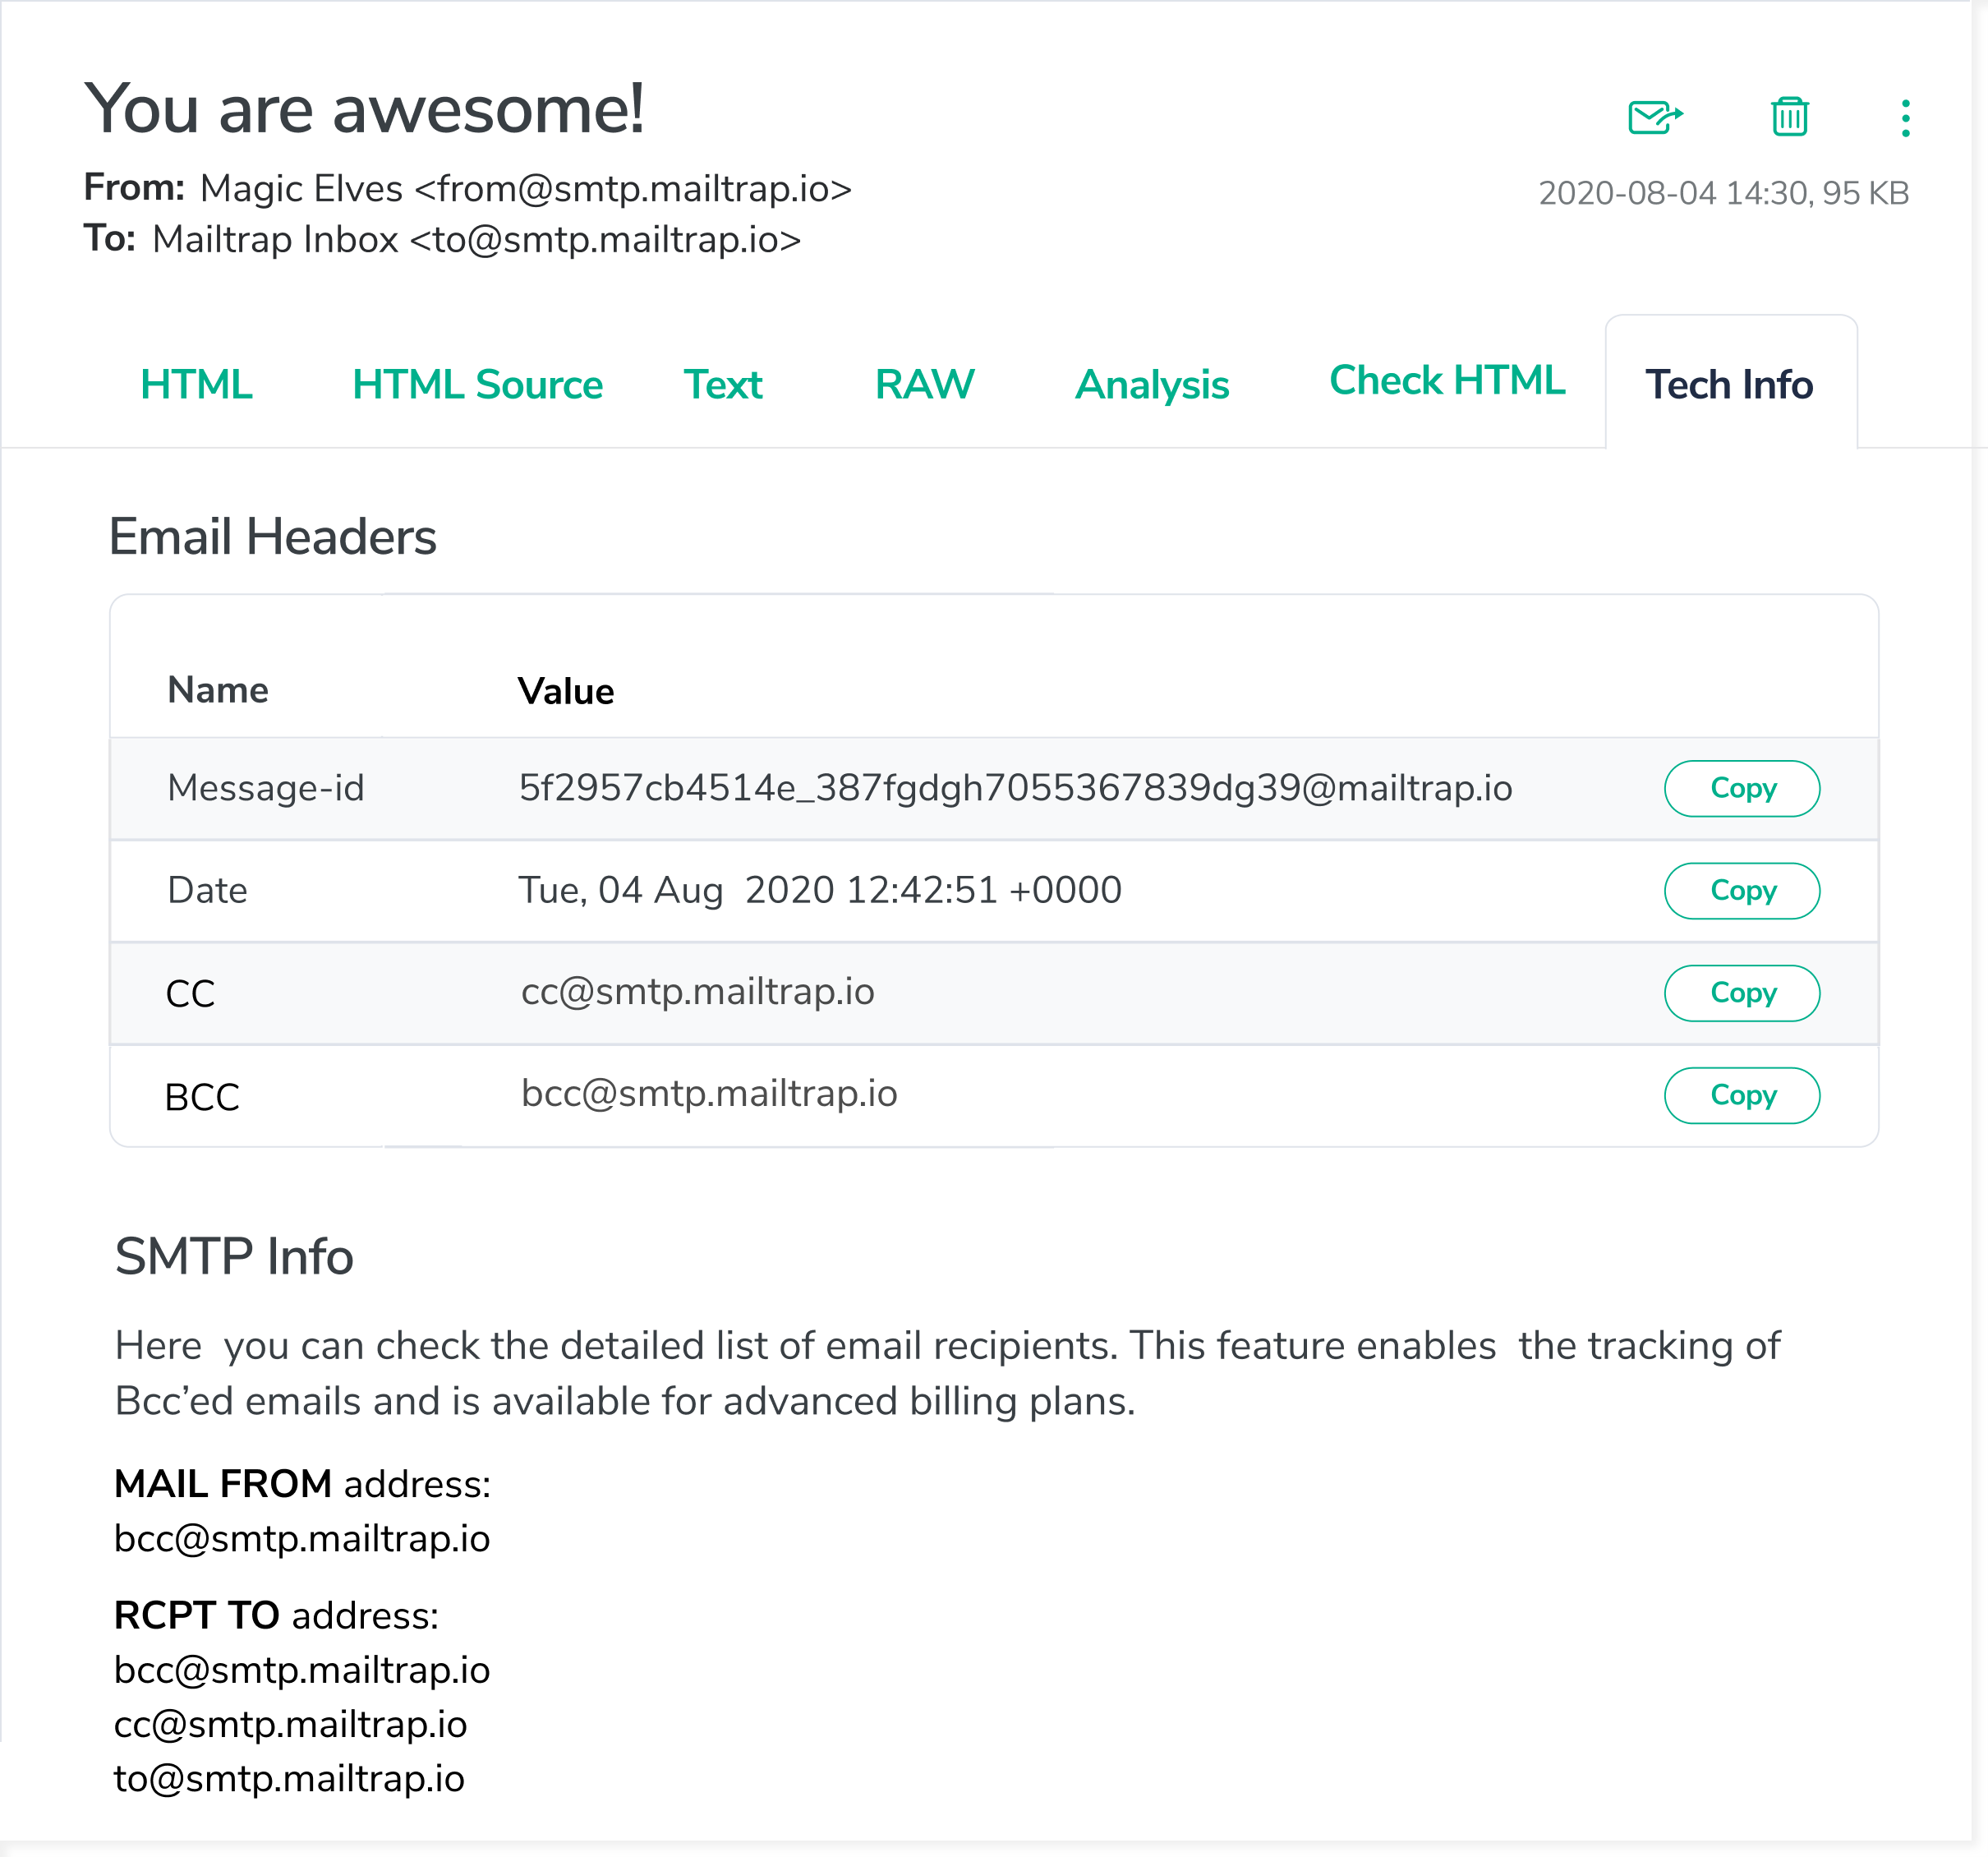 You are awesome!
From: Magic Elves <from@smtp.mailtrap.io>
2020-08-04 14:30, 95 KB
To: Mailtrap Inbox <to@smtp.mailtrap.io>
HTML HTML Source Text RAW Analysis Check HTML Tech Info
Email Headers
Name Value
Message-id 5f2957cb4514e_387fgdgh7055367839dg39@mailtrap.io Copy
Date Tue, 04 Aug 2020 12:42:51 +0000 Copy
CC cc@smtp.mailtrap.io Copy
BCC bcc@smtp.mailtrap.io Copy
SMTP Info
Here you can check the detailed list of email recipients. This feature enables the tracking of
Bcc’ed emails and is available for advanced billing plans.
MAIL FROM address:
bcc@smtp.mailtrap.io
RCPT TO address:
bcc@smtp.mailtrap.io
cc@smtp.mailtrap.io
to@smtp.mailtrap.io